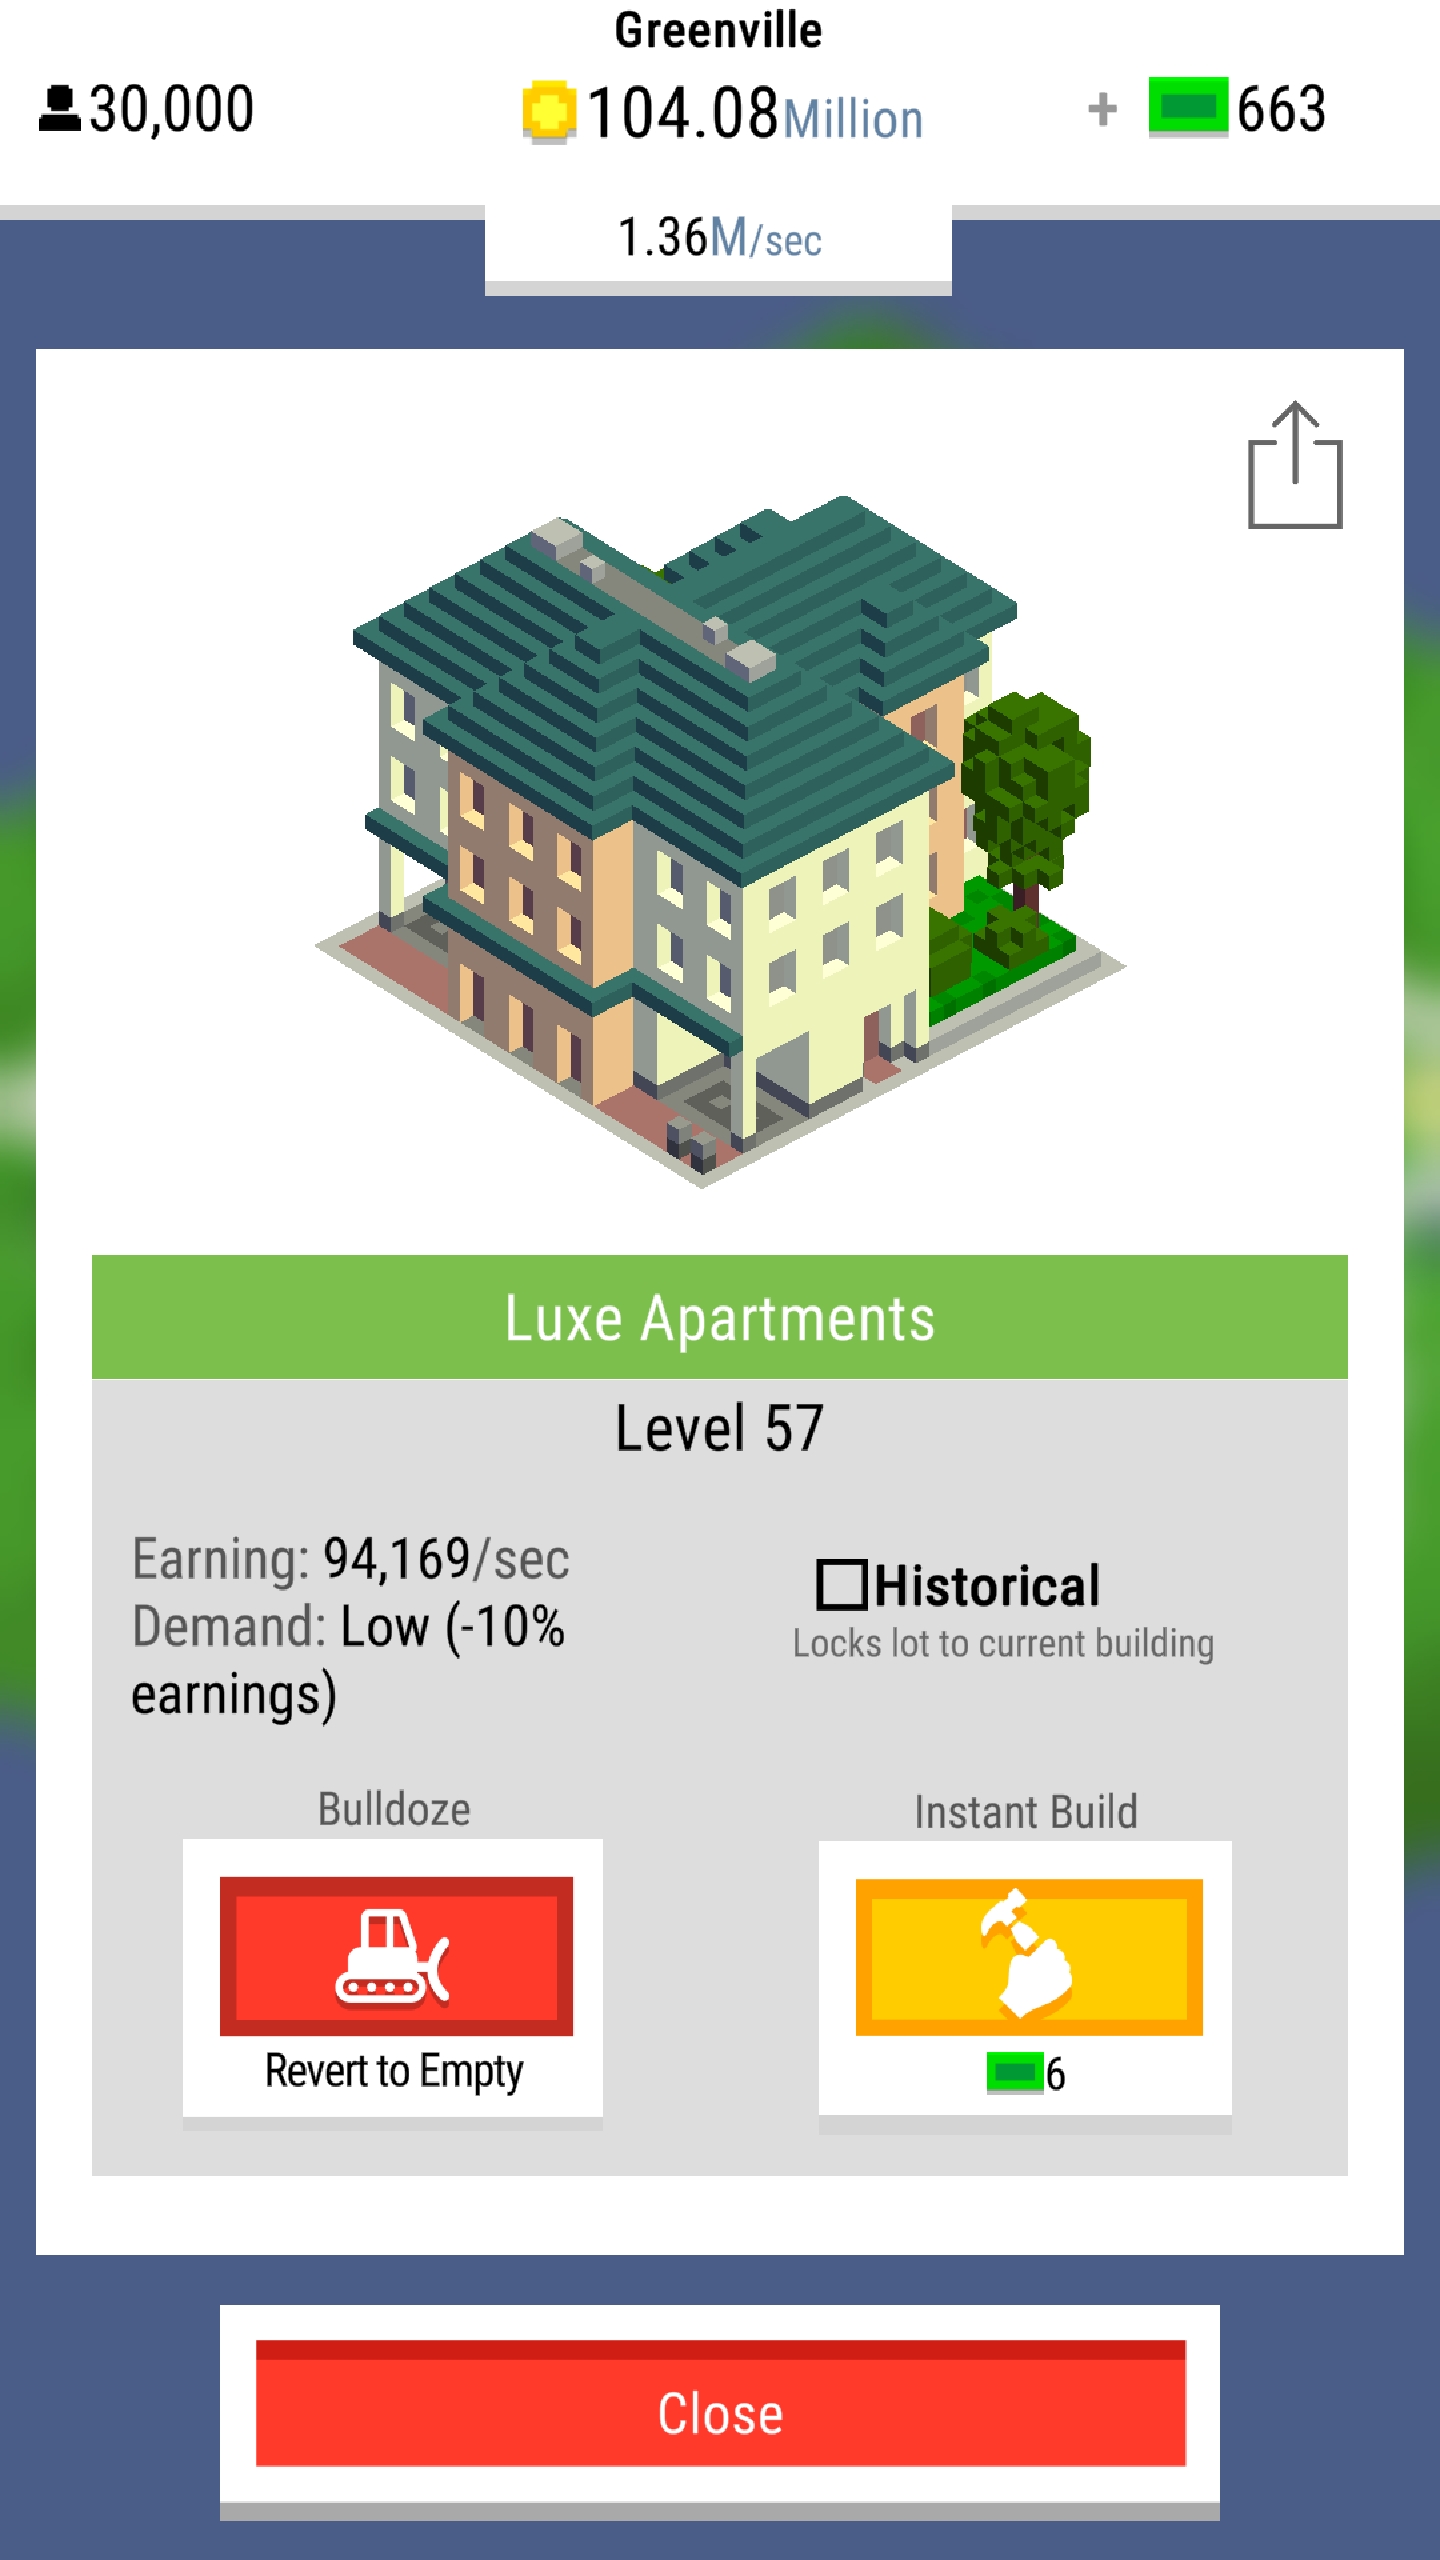 Greenville
30,000
104.08Million
+ 663
1.36M/sec
Luxe Apartments
Level 57
Earning: 94,169/sec
Demand: Low (-10%
earnings)
Historical
Locks lot to current building
Bulldoze
Instant Build
Revert to Empty
6
Close